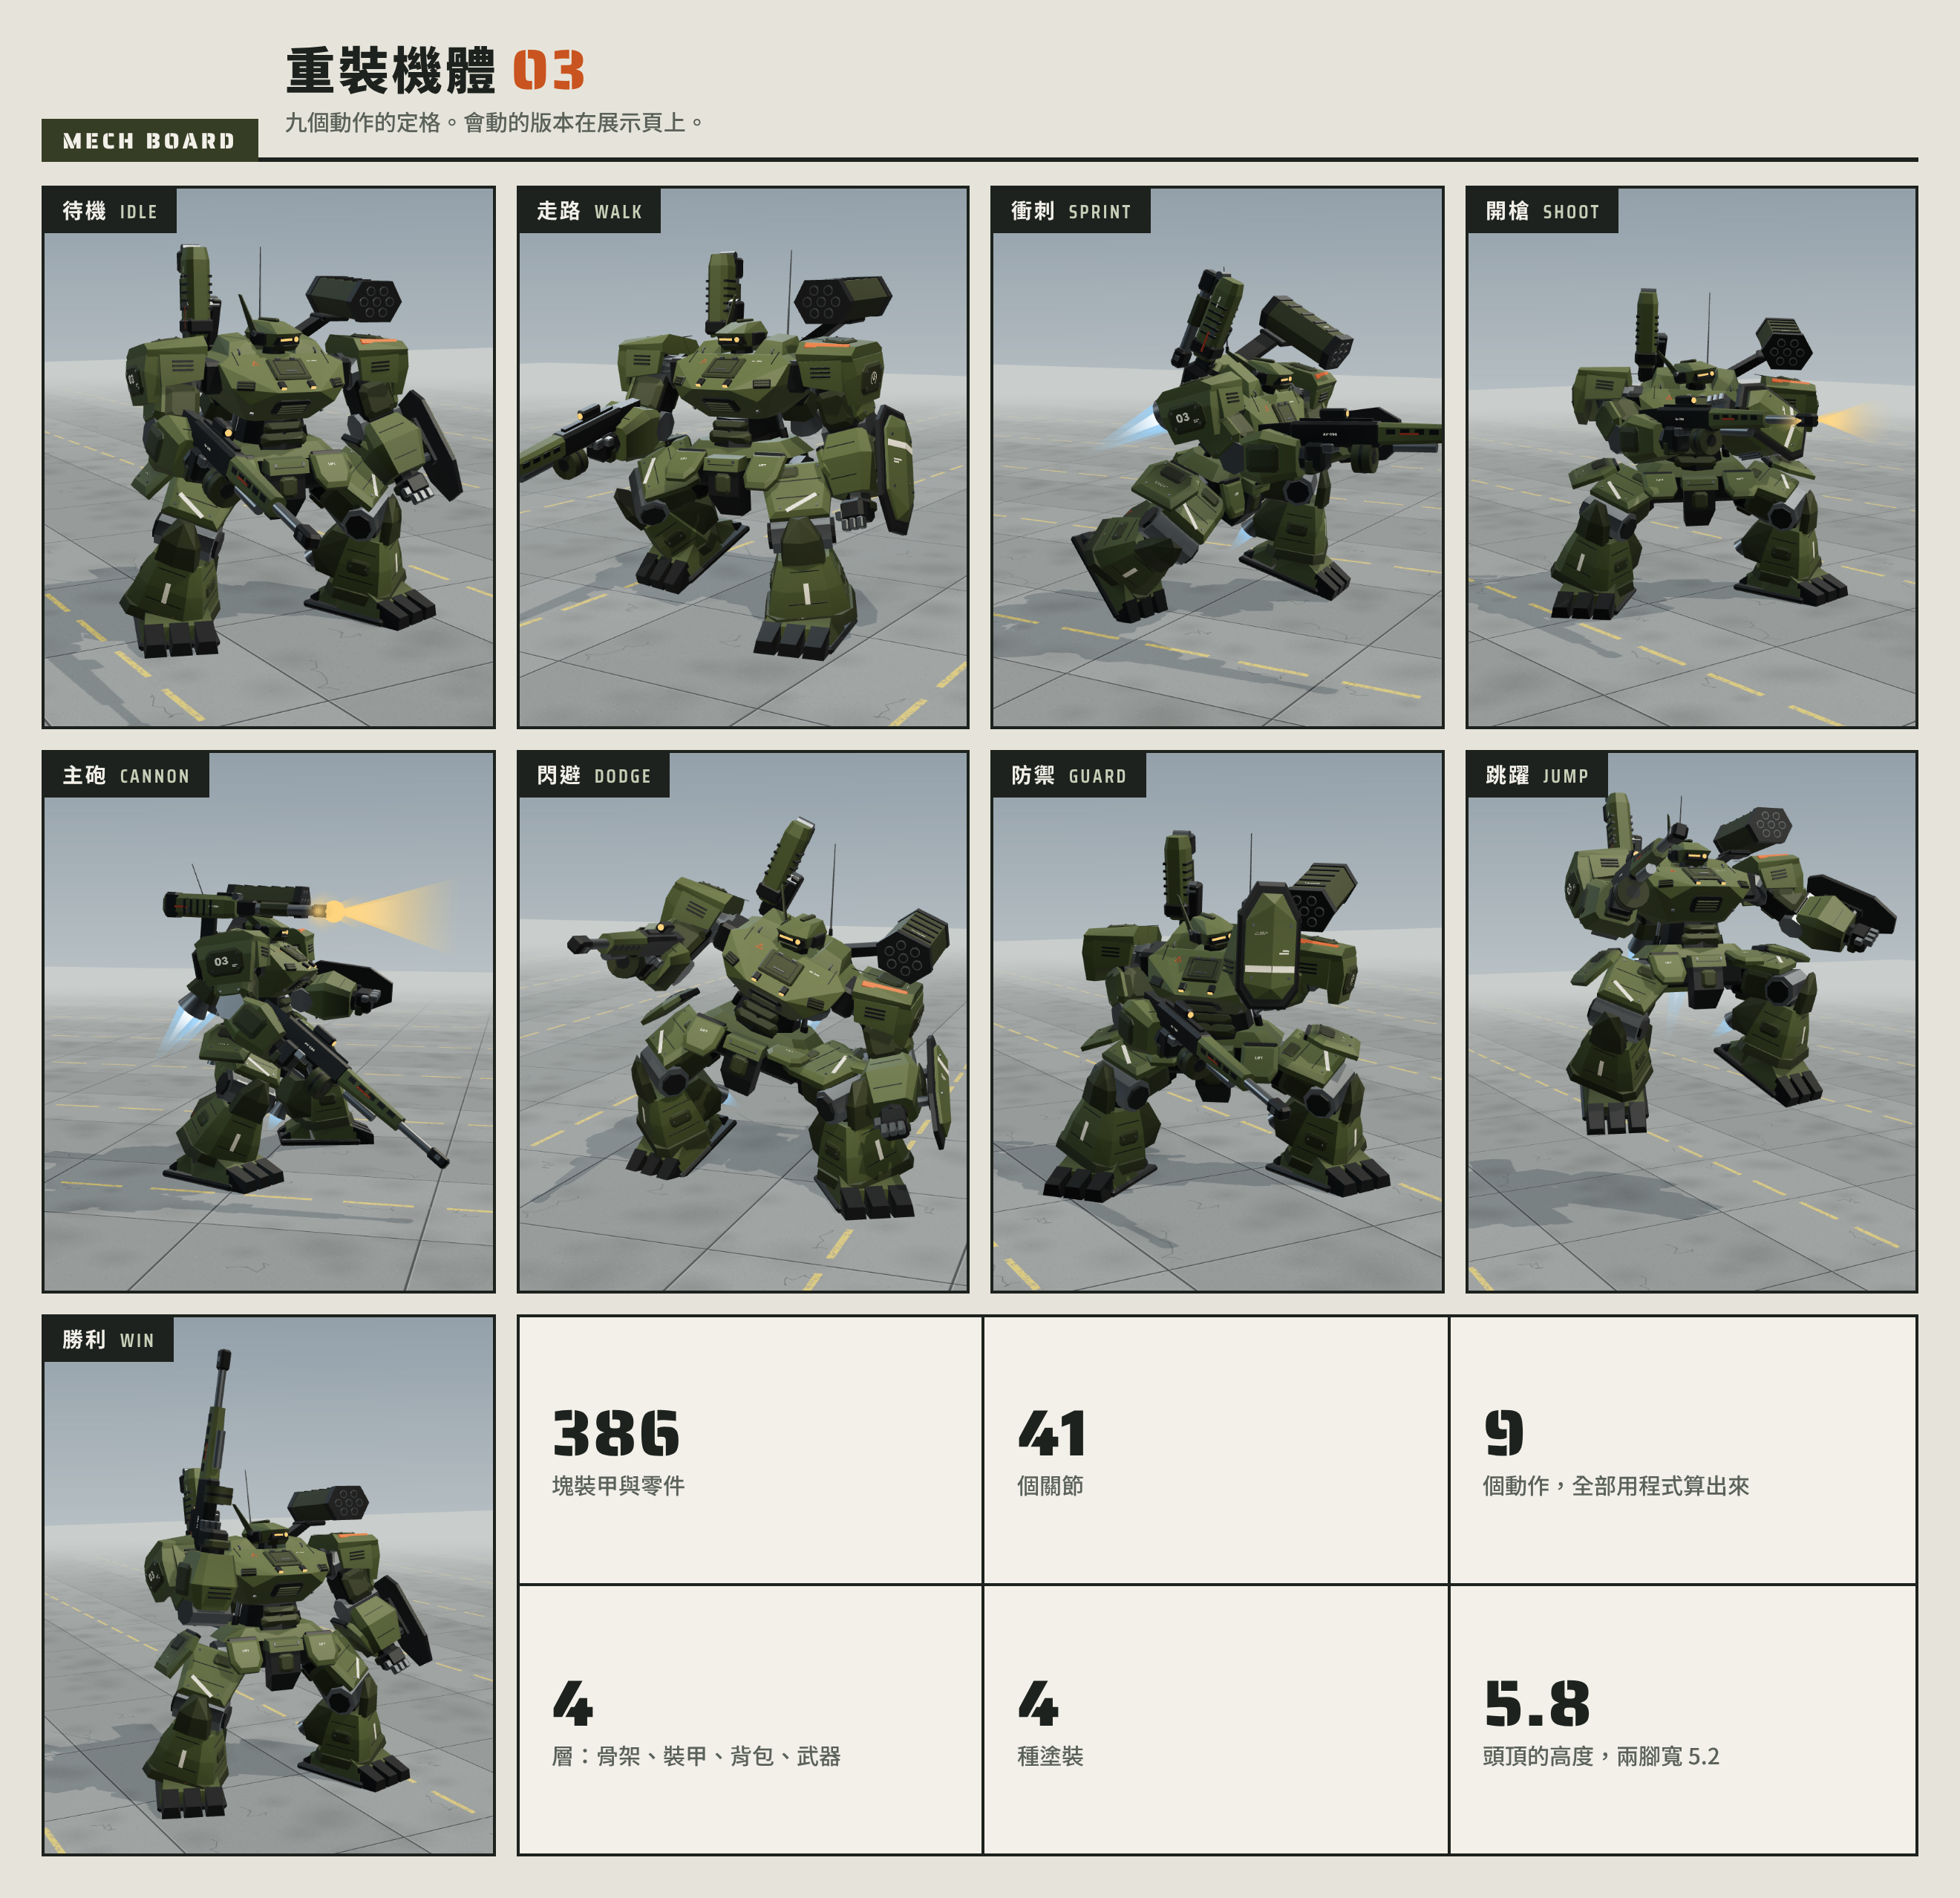 重裝機體 03
九個動作的定格。會動的版本在展示頁上。
MECH BOARD
待機 IDLE
走路 WALK
衝刺 SPRINT
開槍 SHOOT
03
主砲 CANNON
閃避 DODGE
防禦 GUARD
跳躍 JUMP
03
勝利 WIN
386
塊裝甲與零件
41
個關節
9
個動作，全部用程式算出來
4
層：骨架、裝甲、背包、武器
4
種塗裝
5.8
頭頂的高度，兩腳寬 5.2